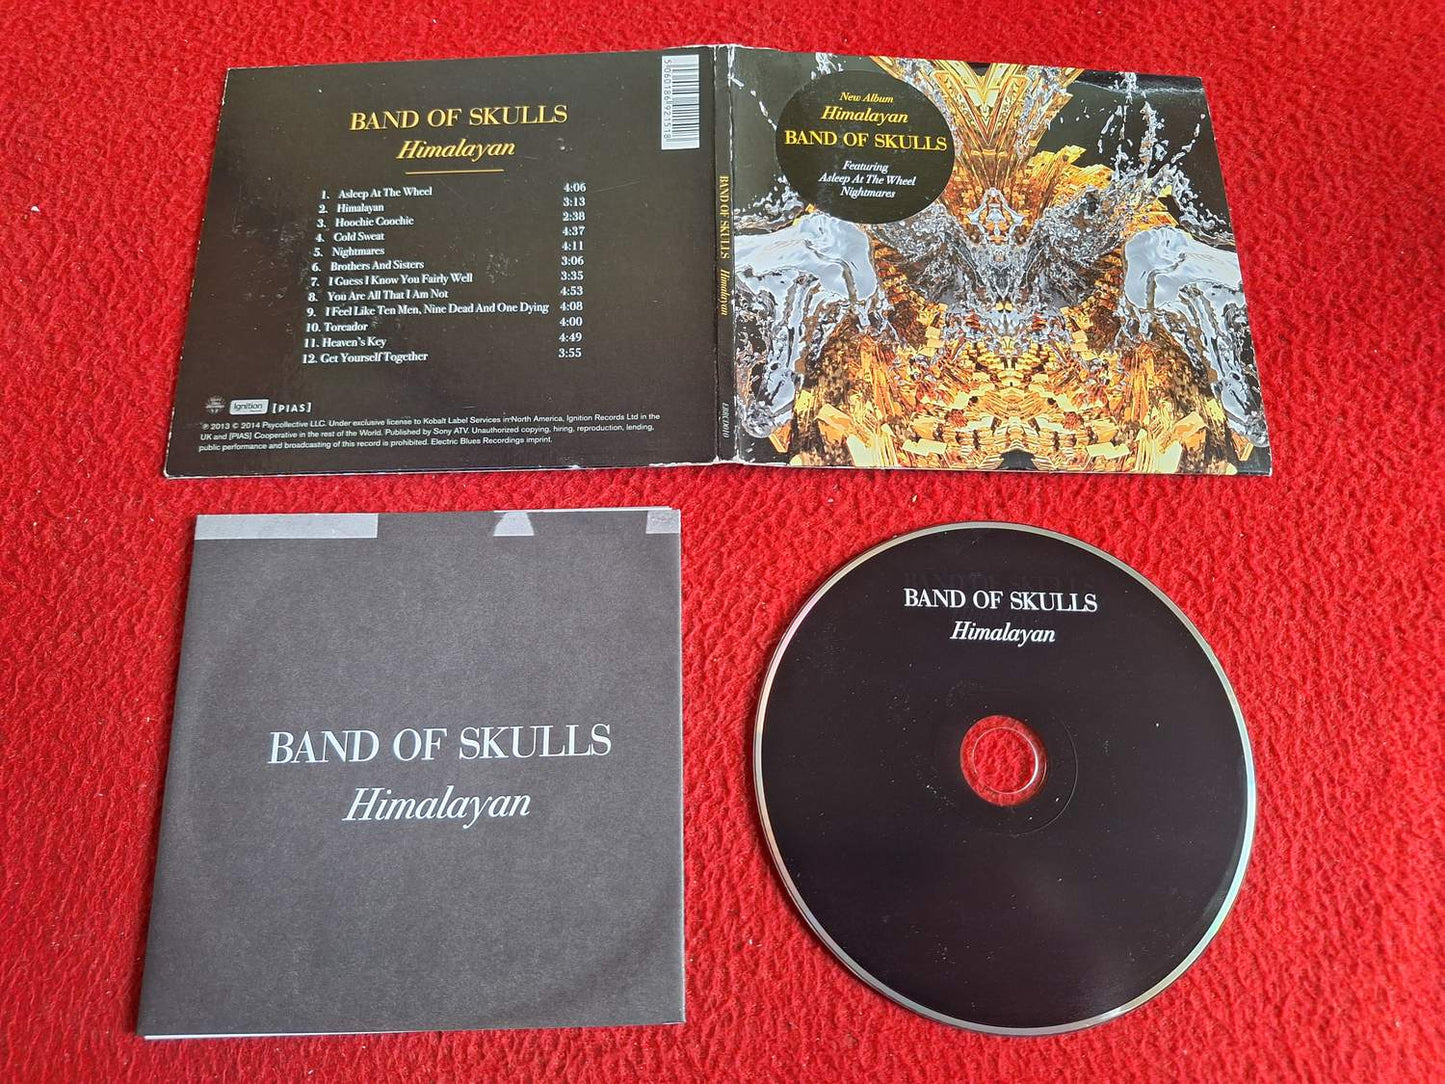 BAND OF SKULLS
Himalayan
1. Asleep At The Wheel 4:06
2. Himalayan 3:13
3. Hoochie Coochie 2:38
4. Cold Sweat 4:37
5. Nightmares 4:11
6. Brothers And Sisters 3:06
7. I Guess I Know You Fairly Well 3:35
8. You Are All That I Am Not 4:53
9. I Feel Like Ten Men, Nine Dead And One Dying 4:08
10. Toreador 4:00
11. Heaven's Key 4:49
12. Get Yourself Together 3:55
Ignition [PIAS]
℗ 2013 © 2014 Psycollective LLC. Under exclusive license to Kobalt Label Services in North America, Ignition Records Ltd in the
UK and [PIAS] Cooperative in the rest of the World. Published by Sony ATV. Unauthorized copying, hiring, reproduction, lending,
public performance and broadcasting of this record is prohibited. Electric Blues Recordings imprint.
5060186921518
BAND OF SKULLS Himalayan EBRCD010
New Album
Himalayan
BAND OF SKULLS
Featuring
Asleep At The Wheel
Nightmares
BAND OF SKULLS
Himalayan
BAND OF SKULLS
Himalayan